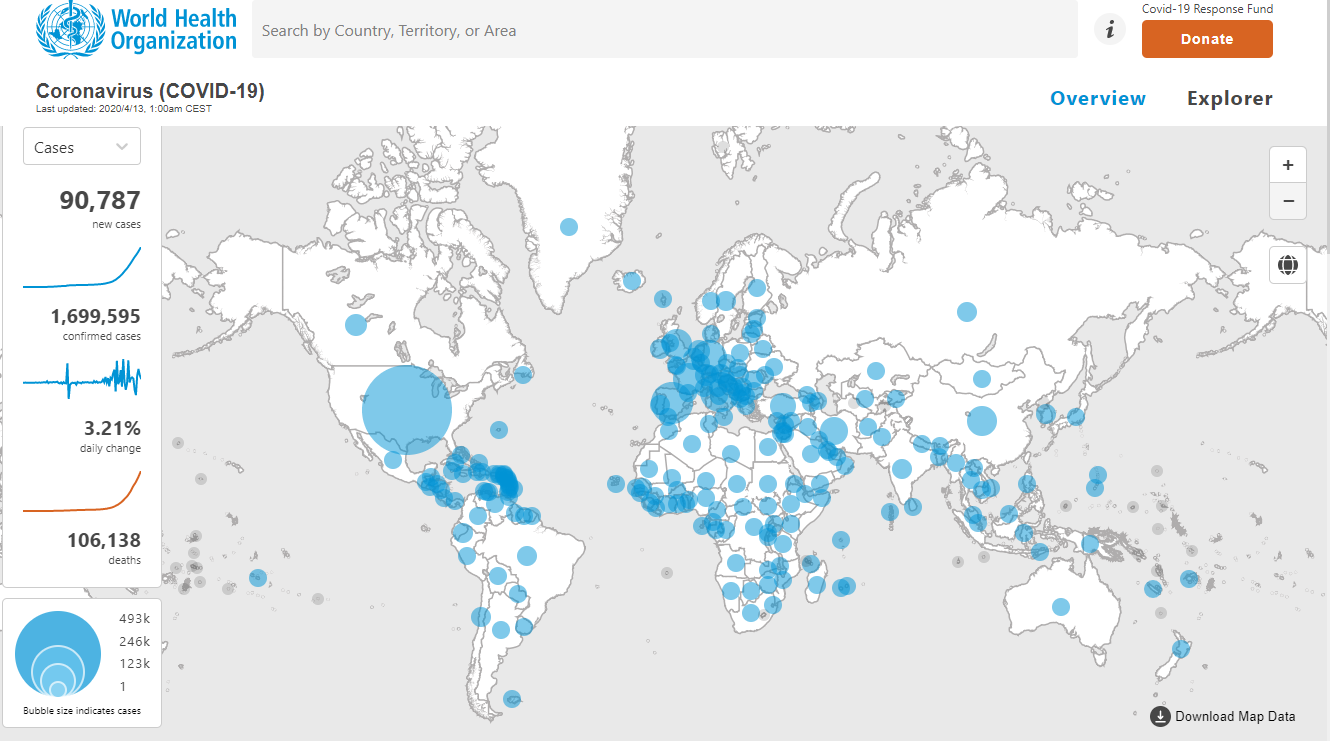 World Health
Organization
Search by Country, Territory, or Area
i
Covid-19 Response Fund
Donate
Coronavirus (COVID-19)
Last updated: 2020/4/13, 1:00am CEST
Overview
Explorer
Cases
90,787
new cases
1,699,595
confirmed cases
3.21%
daily change
106,138
deaths
493k
246k
123k
1
Bubble size indicates cases
+
−
Download Map Data